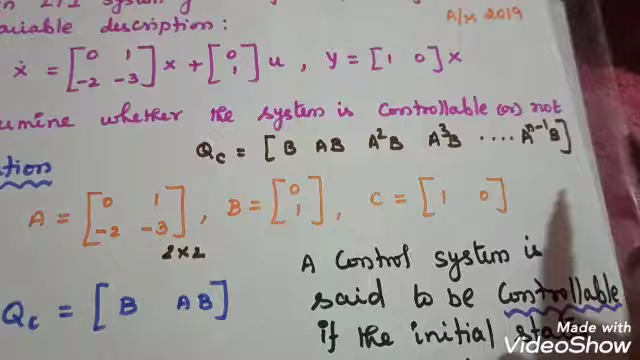 A/M 2019
variable description:
ẋ = [0 1 -2 -3] x + [0 1] u , y = [1 0] x
whether the system is controllable (or) not
Qc = [ B AB A²B A³B ..... Aⁿ⁻¹B ]
A = [0 1 -2 -3] , B = [0 1] , C = [1 0]
2×2
Qc = [ B AB ]
A control system is
said to be controllable
if the initial
Made with
VideoShow